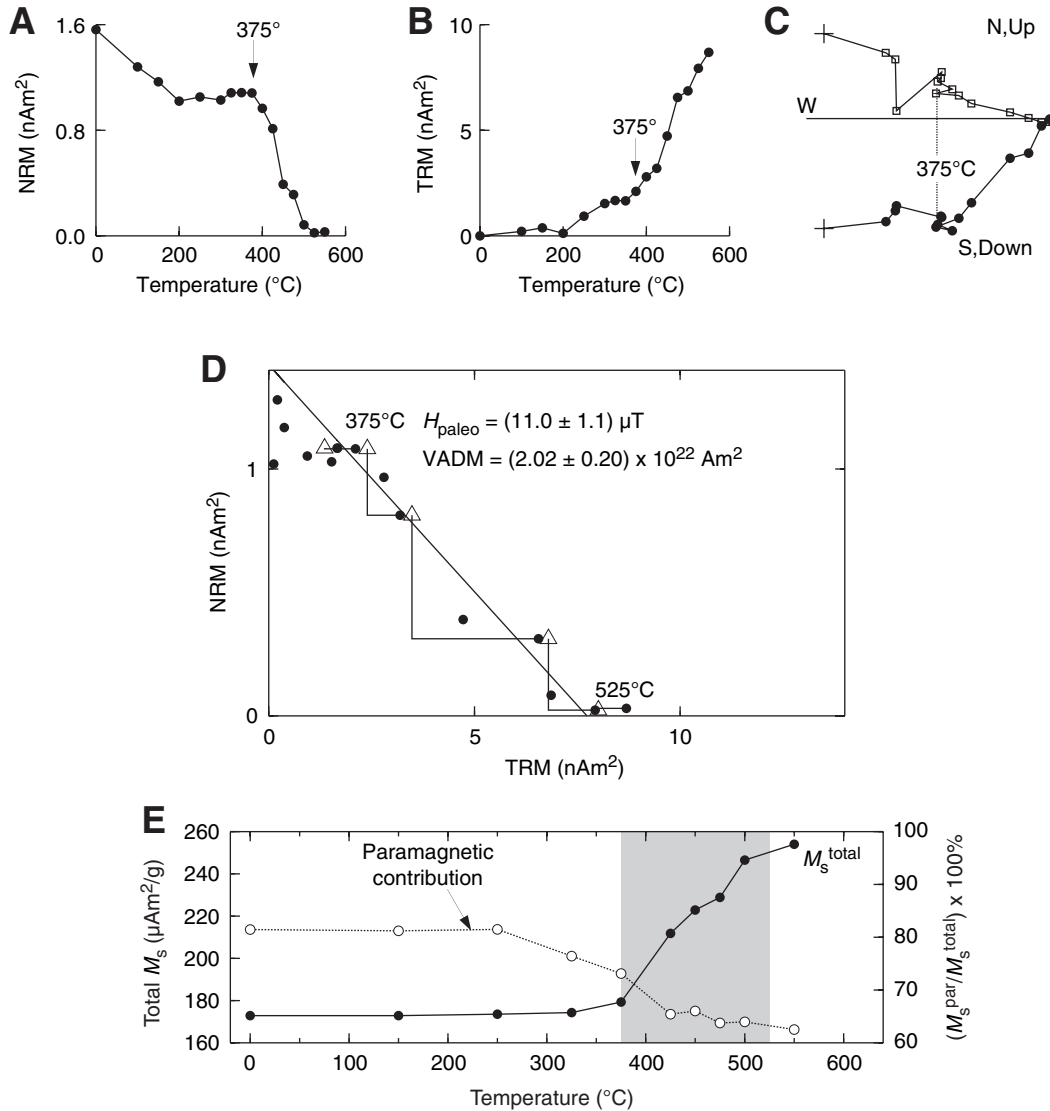 A
1.6
0.8
0.0
NRM (nAm²)
375°
0 200 400 600
Temperature (°C)
B
10
5
0
TRM (nAm²)
375°
0 200 400 600
Temperature (°C)
C
N,Up
W
375°C
S,Down
D
1
0
NRM (nAm²)
375°C
H_paleo = (11.0 ± 1.1) µT
VADM = (2.02 ± 0.20) x 10²² Am²
525°C
0 5 10
TRM (nAm²)
E
260
240
220
200
180
160
Total M_s (µAm²/g)
Paramagnetic
contribution
M_s^total
100
90
80
70
60
(M_s^par/M_s^total) x 100%
0 100 200 300 400 500 600
Temperature (°C)